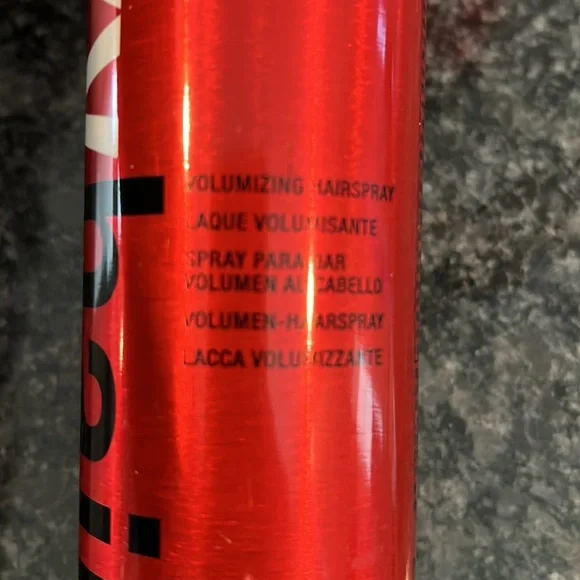 VOLUMIZING HAIRSPRAY
LAQUE VOLUMISANTE
SPRAY PARA DAR
VOLUMEN AL CABELLO
VOLUMEN-HAARSPRAY
LACCA VOLUMIZZANTE